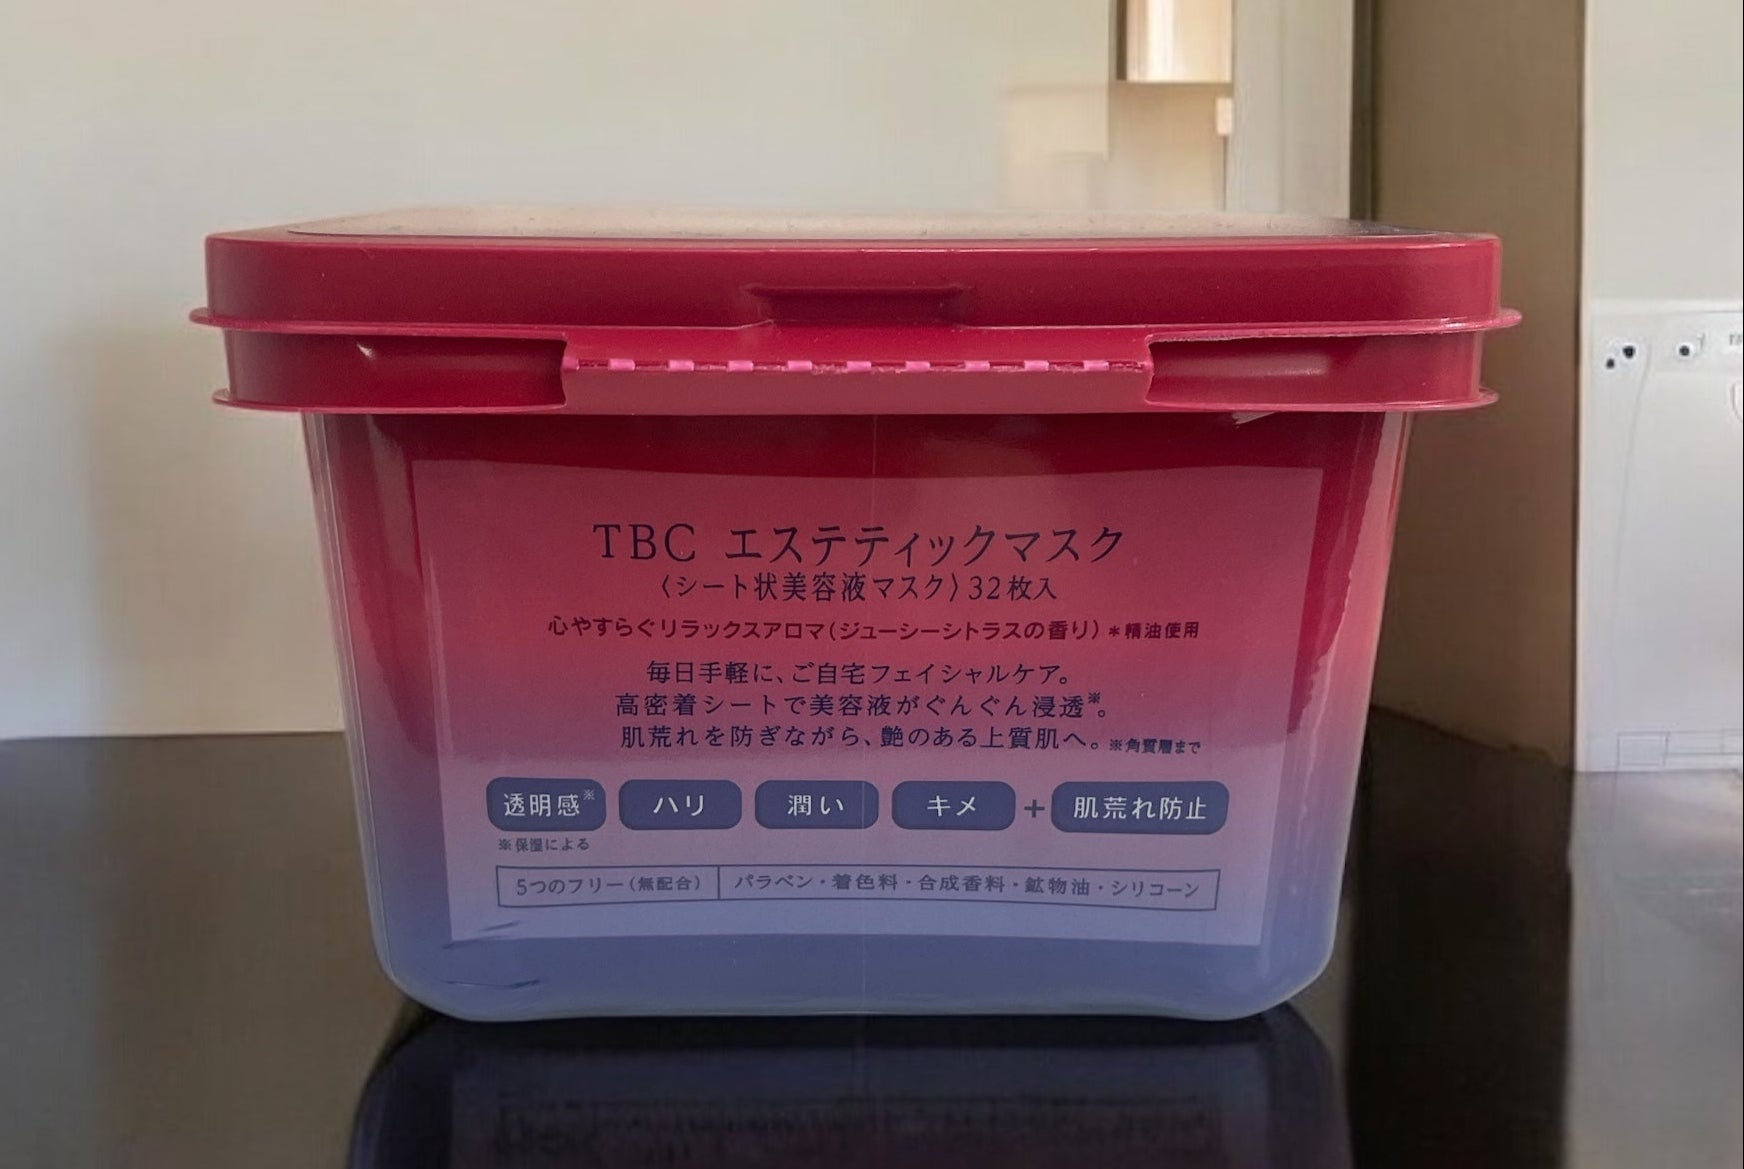 TBC エステティックマスク
〈シート状美容液マスク〉32枚入
心やすらぐリラックスアロマ(ジューシーシトラスの香り)＊精油使用
毎日手軽に、ご自宅フェイシャルケア。
高密着シートで美容液がぐんぐん浸透※。
肌荒れを防ぎながら、艶のある上質肌へ。※角質層まで
透明感※ ハリ 潤い キメ + 肌荒れ防止
※保湿による
5つのフリー(無配合) パラベン・着色料・合成香料・鉱物油・シリコーン